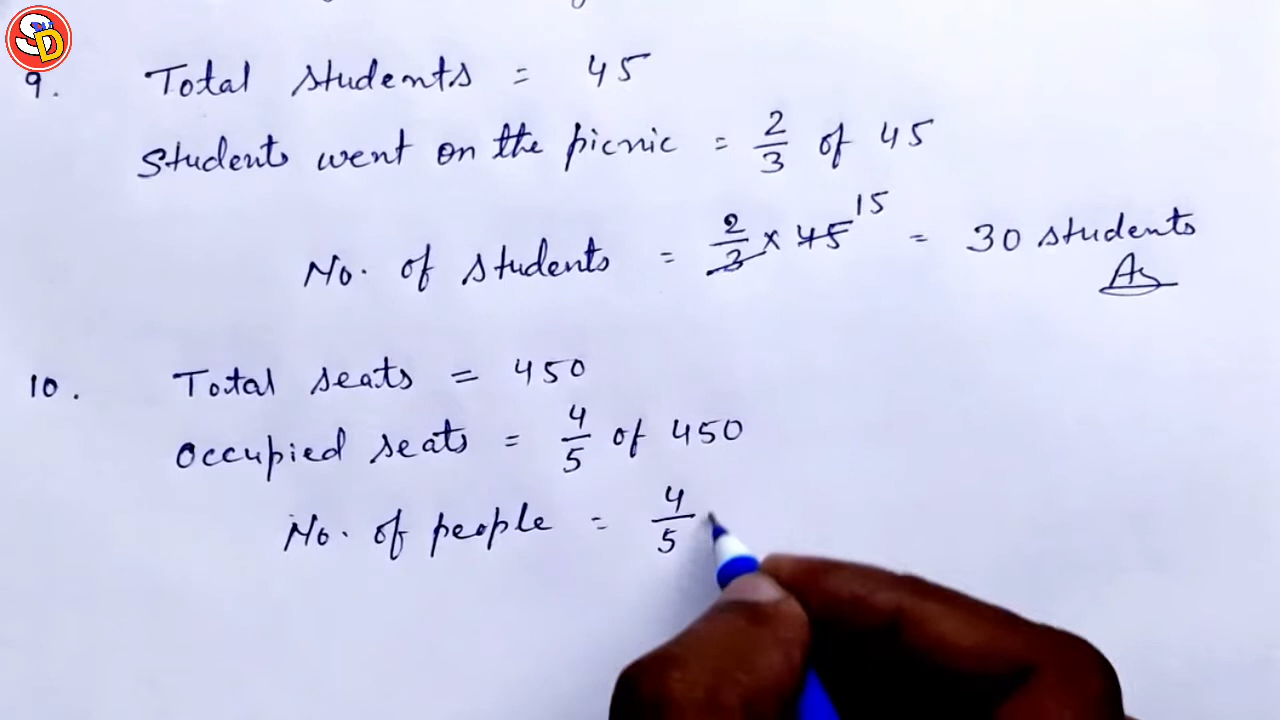 SD
9. Total students = 45
Students went on the picnic = 2/3 of 45
No. of students = 2/3 × 45 15 = 30 students
As
10. Total seats = 450
Occupied seats = 4/5 of 450
No. of people = 4/5